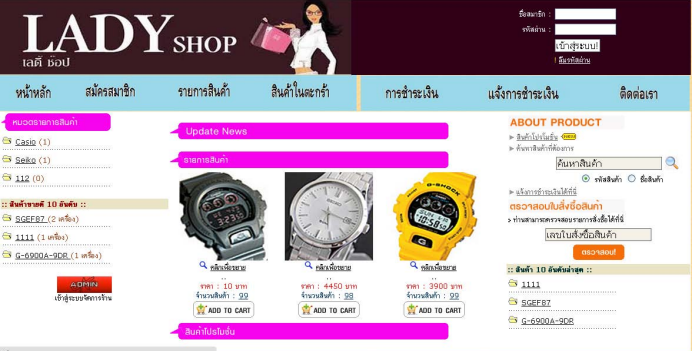 LADY SHOP
เลดี้ ช้อป
ชื่อสมาชิก :
รหัสผ่าน :
เข้าสู่ระบบ!
! ลืมรหัสผ่าน
หน้าหลัก สมัครสมาชิก รายการสินค้า สินค้าในตะกร้า การชำระเงิน แจ้งการชำระเงิน ติดต่อเรา
หมวดรายการสินค้า
Casio (1)
Seiko (1)
112 (0)
:: สินค้าขายดี 10 อันดับ ::
SGEF87 (2 เครื่อง)
1111 (1 เครื่อง)
G-6900A-9DR (1 เครื่อง)
ADMIN
เข้าสู่ระบบจัดการร้าน
Update News
รายการสินค้า
คลิกเพื่อขยาย คลิกเพื่อขยาย คลิกเพื่อขยาย
ราคา : 10 บาท ราคา : 4450 บาท ราคา : 3900 บาท
จำนวนสินค้า : 99 จำนวนสินค้า : 98 จำนวนสินค้า : 99
ADD TO CART ADD TO CART ADD TO CART
สินค้าโปรโมชั่น
ABOUT PRODUCT
สินค้าโปรโมชั่น NEW
ค้นหาสินค้าที่ต้องการ
ค้นหาสินค้า
รหัสสินค้า ชื่อสินค้า
แจ้งการชำระเงินได้ที่นี่
ตรวจสอบใบสั่งซื้อสินค้า
ท่านสามารถตรวจสอบรายการสั่งซื้อได้ที่นี่
เลขใบสั่งซื้อสินค้า
ตรวจสอบ!
:: สินค้า 10 อันดับล่าสุด ::
1111
SGEF87
G-6900A-9DR